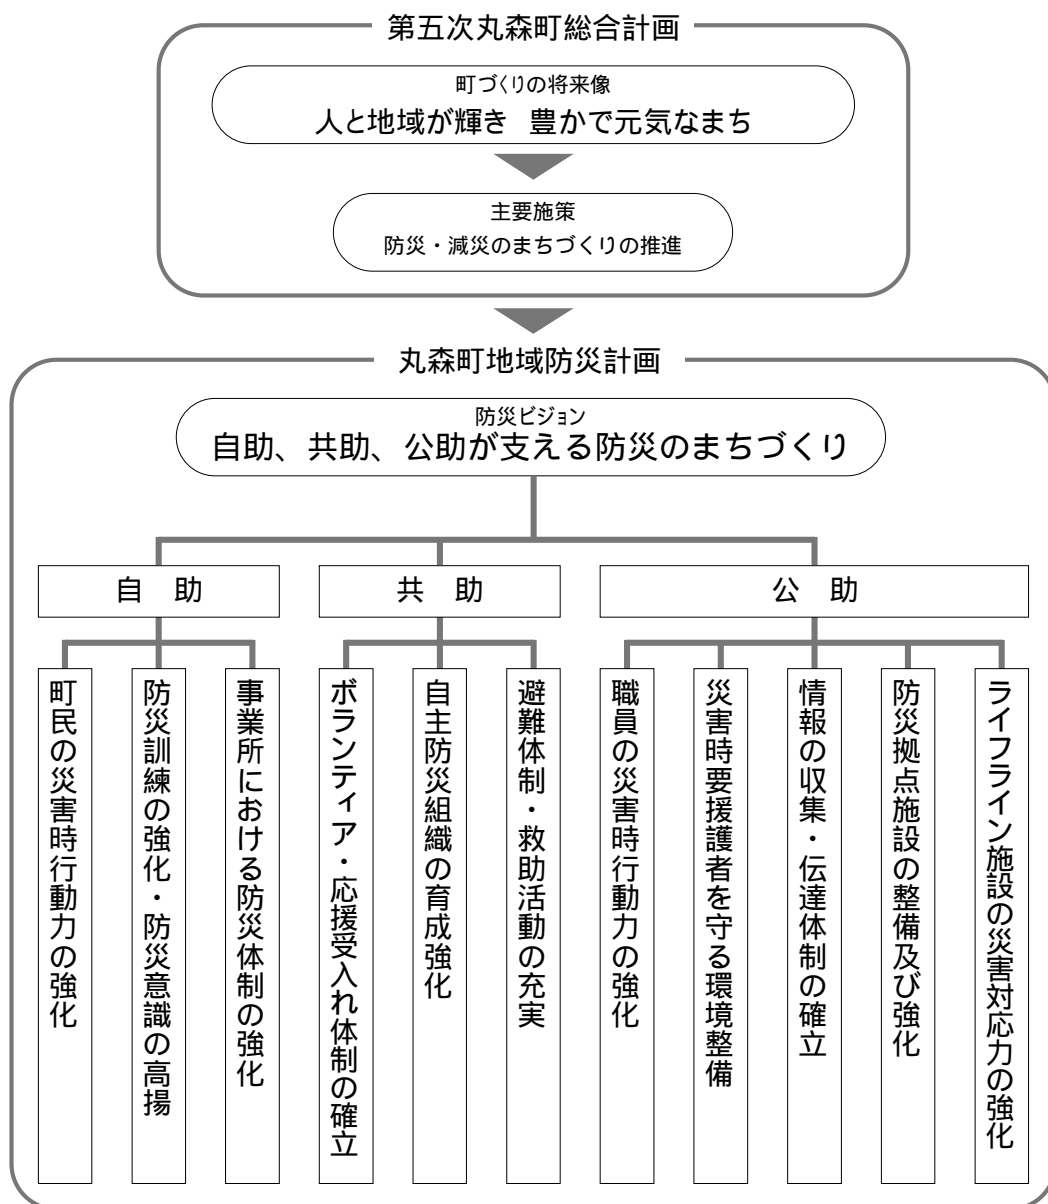 第五次丸森町総合計画
町づくりの将来像
人と地域が輝き 豊かで元気なまち
主要施策
防災・減災のまちづくりの推進
丸森町地域防災計画
防災ビジョン
自助、共助、公助が支える防災のまちづくり
自 助
共 助
公 助
町民の災害時行動力の強化
防災訓練の強化・防災意識の高揚
事業所における防災体制の強化
ボランティア・応援受入れ体制の確立
自主防災組織の育成強化
避難体制・救助活動の充実
職員の災害時行動力の強化
災害時要援護者を守る環境整備
情報の収集・伝達体制の確立
防災拠点施設の整備及び強化
ライフライン施設の災害対応力の強化